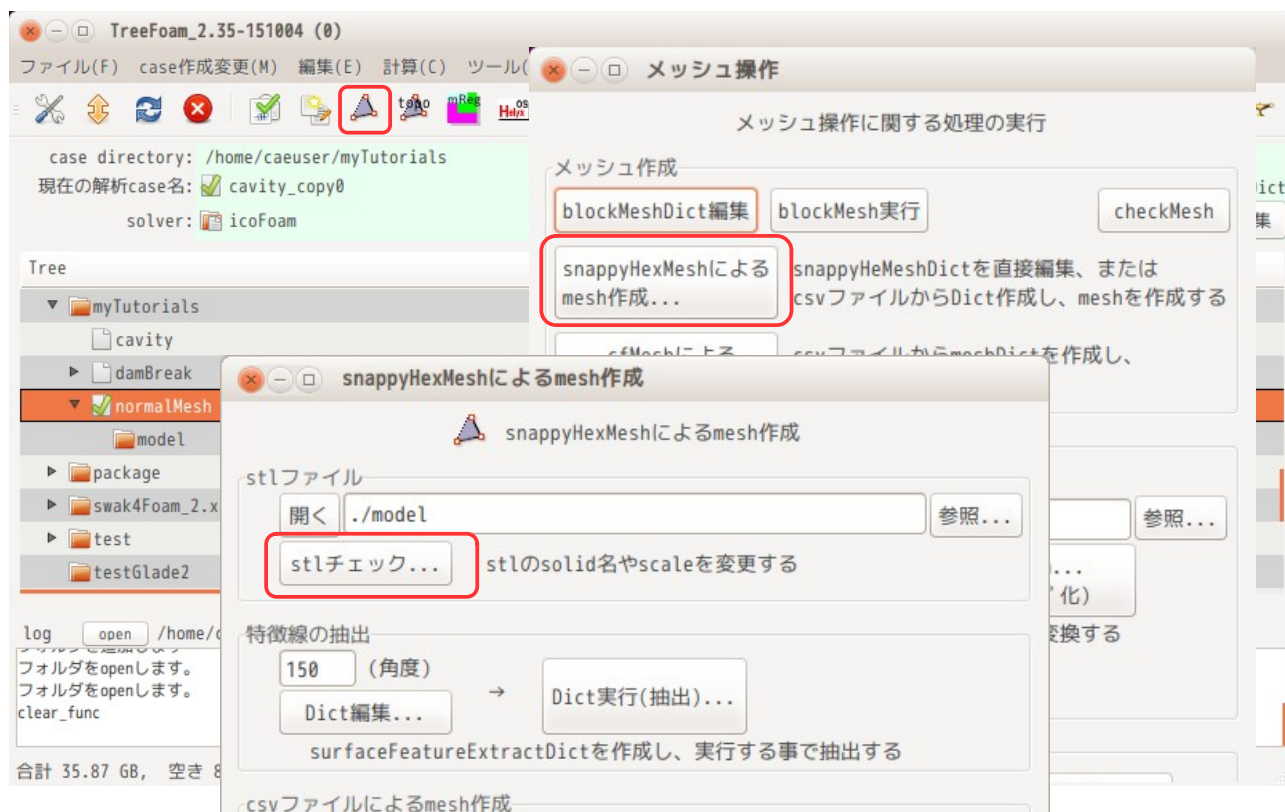 TreeFoam_2.35-151004 (0)
ファイル(F) case作成変更(M) 編集(E) 計算(C) ツール(
topo
mReg
case directory: /home/caeuser/myTutorials
現在の解析case名: cavity_copy0
solver: icoFoam
Tree
myTutorials
cavity
damBreak
normalMesh
model
package
swak4Foam_2.x
test
testGlade2
log open /home/c
フォルダをopenします。
フォルダをopenします。
clear_func
合計 35.87 GB, 空き 8
メッシュ操作
メッシュ操作に関する処理の実行
メッシュ作成
blockMeshDict編集 blockMesh実行 checkMesh
snappyHexMeshによる
mesh作成...
snappyHeMeshDictを直接編集、または
csvファイルからDict作成し、meshを作成する
cfMeshによる
csvファイルからmeshDictを作成し、
参照...
化)
変換する
集
snappyHexMeshによるmesh作成
snappyHexMeshによるmesh作成
stlファイル
開く ./model 参照...
stlチェック... stlのsolid名やscaleを変更する
特徴線の抽出
150 (角度)
→
Dict編集...
Dict実行(抽出)...
surfaceFeatureExtractDictを作成し、実行する事で抽出する
csvファイルによるmesh作成